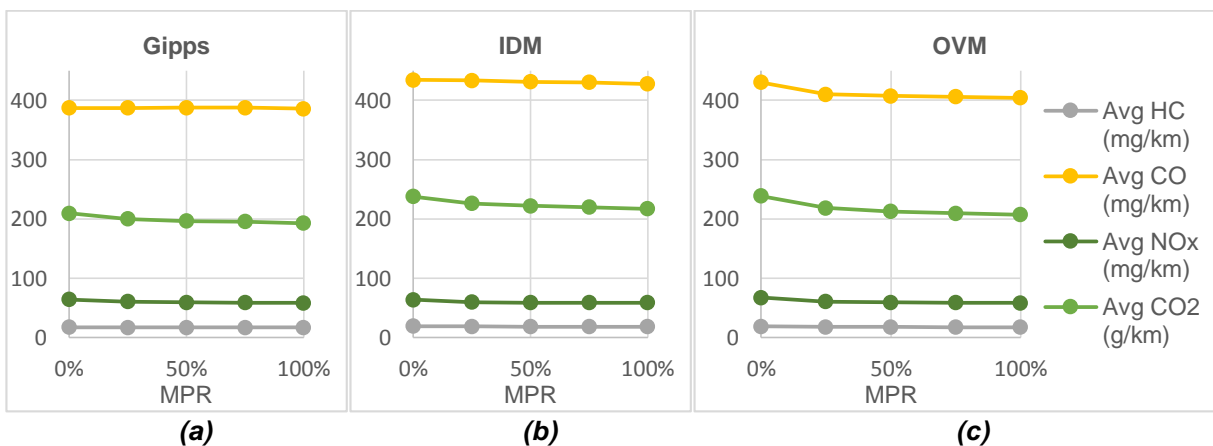 Gipps
400
300
200
100
0
0% 50% 100%
MPR
(a)
IDM
400
300
200
100
0
0% 50% 100%
MPR
(b)
OVM
400
300
200
100
0
0% 50% 100%
MPR
(c)
Avg HC
(mg/km)
Avg CO
(mg/km)
Avg NOx
(mg/km)
Avg CO2
(g/km)